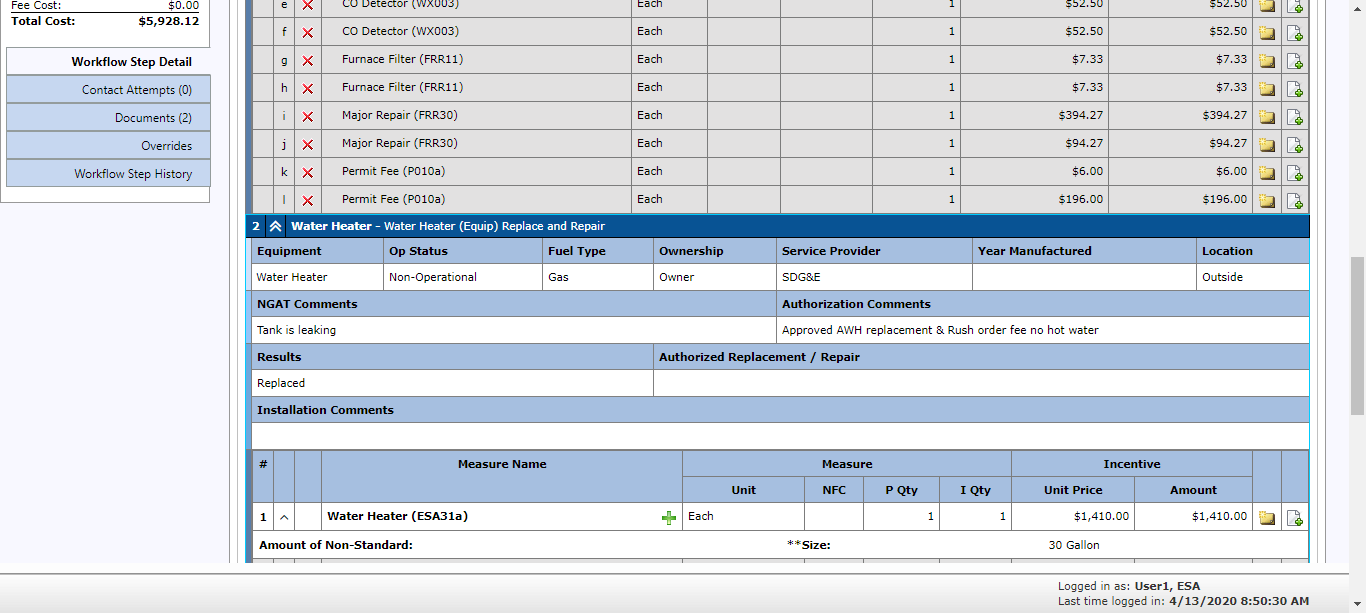 Fee Cost: $0.00
Total Cost: $5,928.12
Workflow Step Detail
Contact Attempts (0)
Documents (2)
Overrides
Workflow Step History
e CO Detector (WX003) Each 1 $52.50 $52.50
f CO Detector (WX003) Each 1 $52.50 $52.50
g Furnace Filter (FRR11) Each 1 $7.33 $7.33
h Furnace Filter (FRR11) Each 1 $7.33 $7.33
i Major Repair (FRR30) Each 1 $394.27 $394.27
j Major Repair (FRR30) Each 1 $94.27 $94.27
k Permit Fee (P010a) Each 1 $6.00 $6.00
l Permit Fee (P010a) Each 1 $196.00 $196.00
2 Water Heater - Water Heater (Equip) Replace and Repair
Equipment Op Status Fuel Type Ownership Service Provider Year Manufactured Location
Water Heater Non-Operational Gas Owner SDG&E Outside
NGAT Comments Authorization Comments
Tank is leaking Approved AWH replacement & Rush order fee no hot water
Results Authorized Replacement / Repair
Replaced
Installation Comments
# Measure Name Measure Incentive
Unit NFC P Qty I Qty Unit Price Amount
1 Water Heater (ESA31a) Each 1 1 $1,410.00 $1,410.00
Amount of Non-Standard: **Size: 30 Gallon
Logged in as: User1, ESA
Last time logged in: 4/13/2020 8:50:30 AM